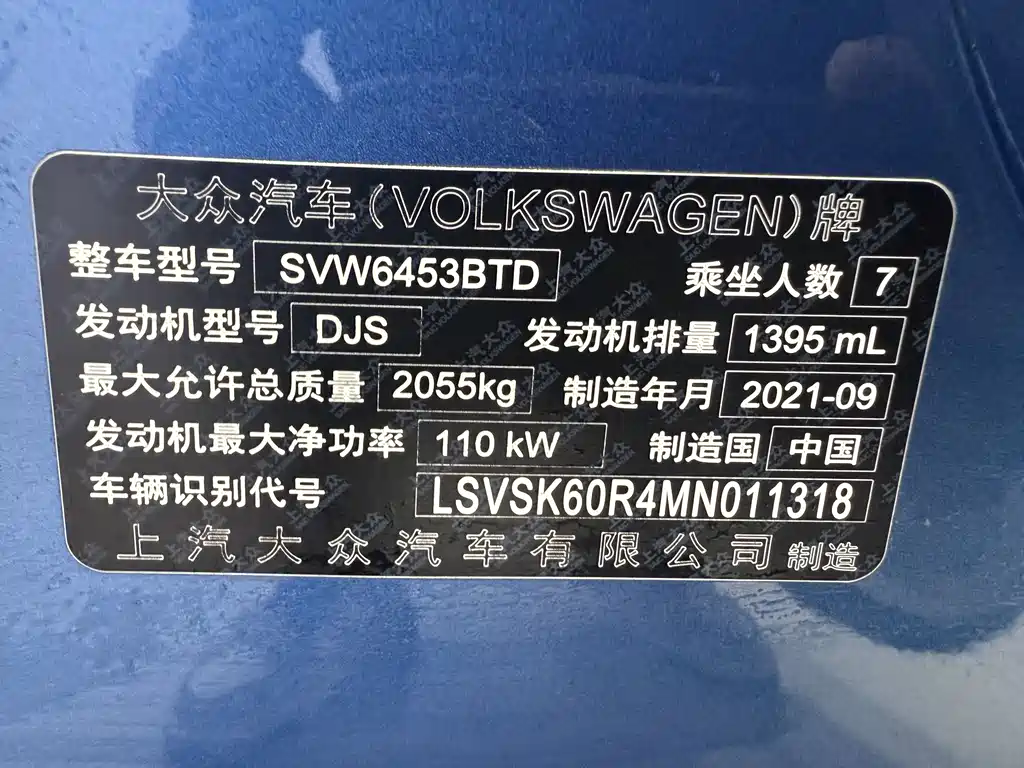 大众汽车(VOLKSWAGEN)牌
整车型号 SVW6453BTD 乘坐人数 7
发动机型号 DJS 发动机排量 1395 mL
最大允许总质量 2055kg 制造年月 2021-09
发动机最大净功率 110 kW 制造国 中国
车辆识别代号 LSVSK60R4MN011318
上汽大众汽车有限公司 制造